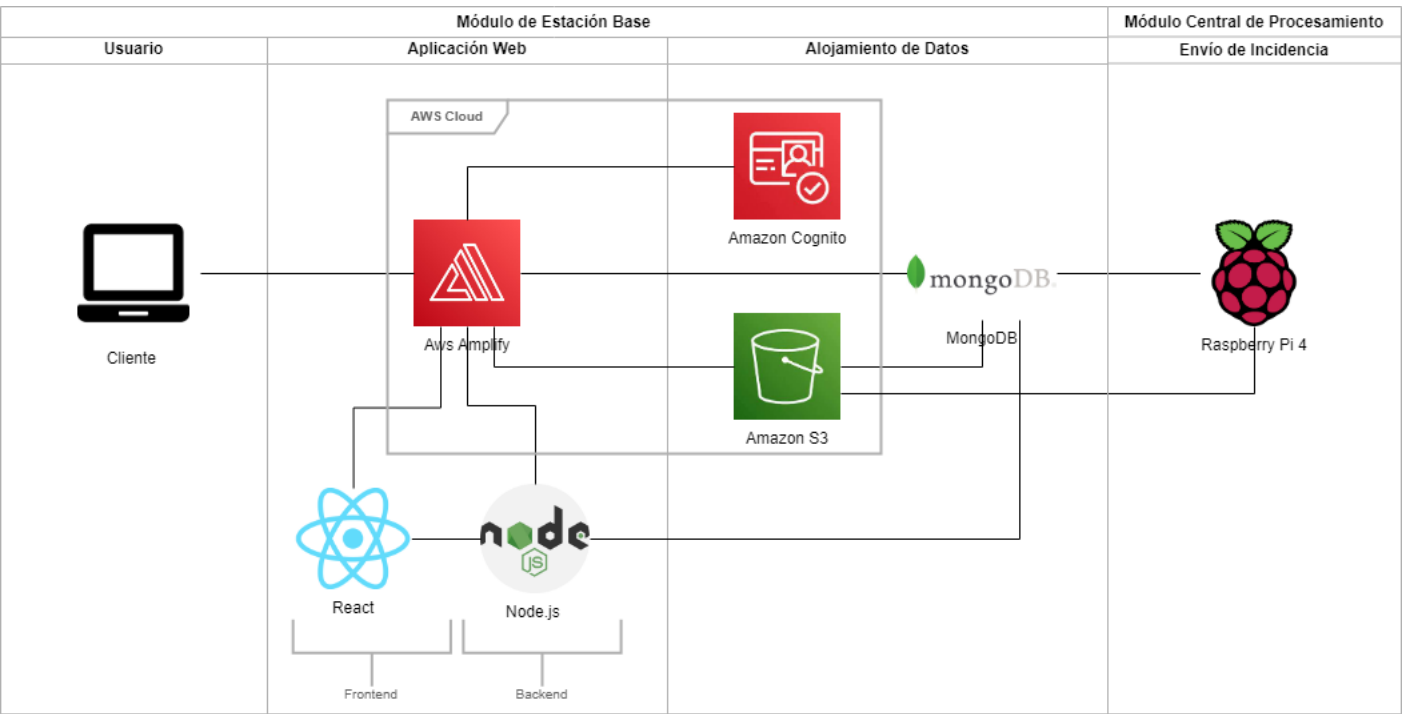 Módulo de Estación Base
Módulo Central de Procesamiento
Usuario
Aplicación Web
Alojamiento de Datos
Envío de Incidencia
AWS Cloud
Amazon Cognito
mongoDB®
Cliente
Aws Amplify
MongoDB
Raspberry Pi 4
Amazon S3
node
JS
React
Node.js
Frontend
Backend